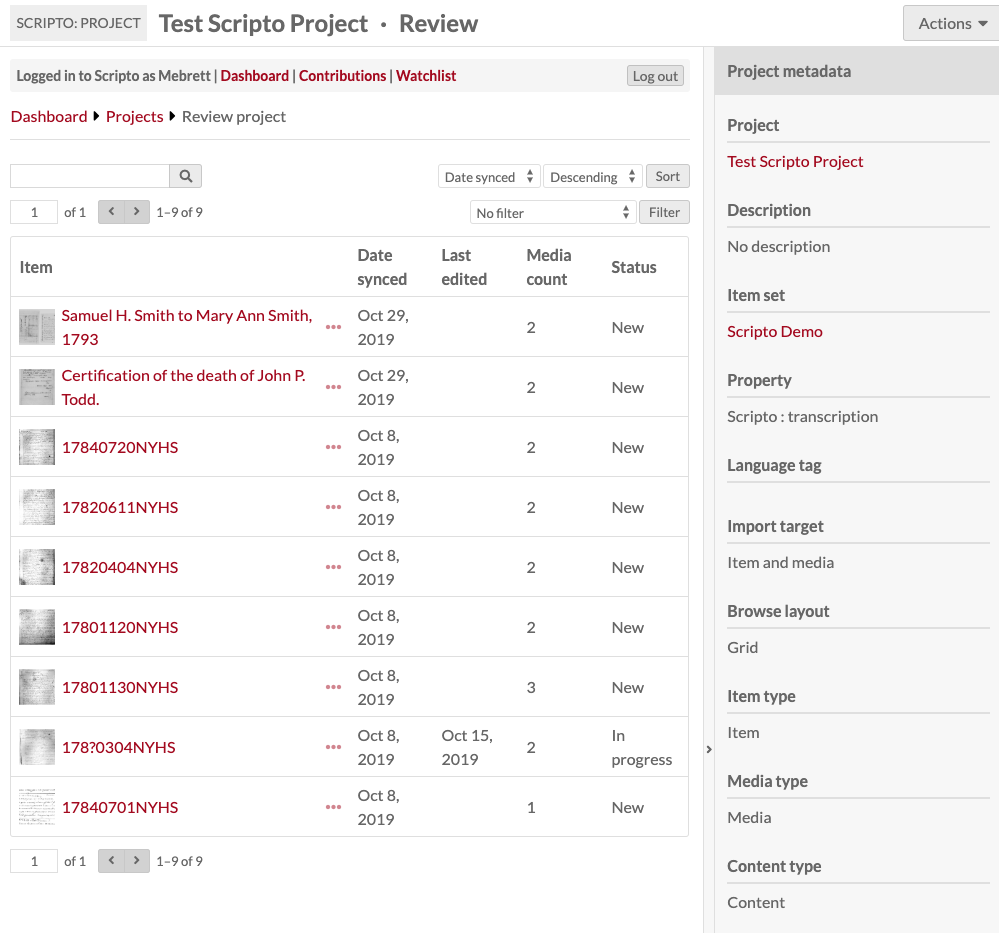 SCRIPTO: PROJECT Test Scripto Project · Review
Actions
Logged in to Scripto as Mebrett | Dashboard | Contributions | Watchlist
Log out
Dashboard Projects Review project
Date synced Descending Sort
1 of 1 1–9 of 9
No filter Filter
Item Date synced Last edited Media count Status
Samuel H. Smith to Mary Ann Smith, 1793 Oct 29, 2019 2 New
Certification of the death of John P. Todd. Oct 29, 2019 2 New
17840720NYHS Oct 8, 2019 2 New
17820611NYHS Oct 8, 2019 2 New
17820404NYHS Oct 8, 2019 2 New
17801120NYHS Oct 8, 2019 2 New
17801130NYHS Oct 8, 2019 3 New
178?0304NYHS Oct 8, 2019 Oct 15, 2019 2 In progress
17840701NYHS Oct 8, 2019 1 New
1 of 1 1–9 of 9
Project metadata
Project
Test Scripto Project
Description
No description
Item set
Scripto Demo
Property
Scripto : transcription
Language tag
Import target
Item and media
Browse layout
Grid
Item type
Item
Media type
Media
Content type
Content